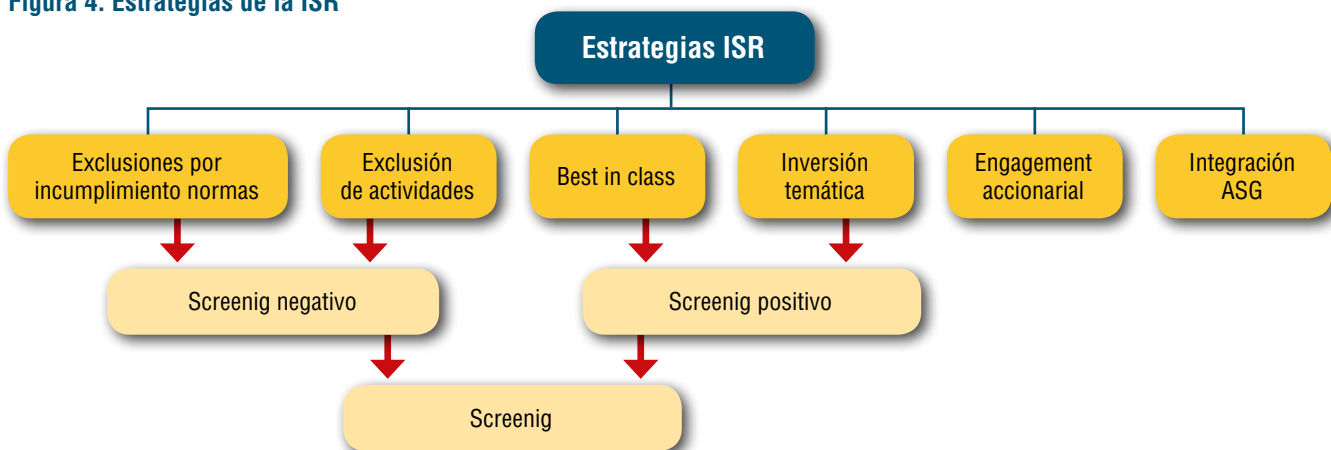 Figura 4. Estrategias de la ISR
Estrategias ISR
Exclusiones por
incumplimiento normas
Exclusión
de actividades
Best in class
Inversión
temática
Engagement
accionarial
Integración
ASG
Screenig negativo
Screenig positivo
Screenig